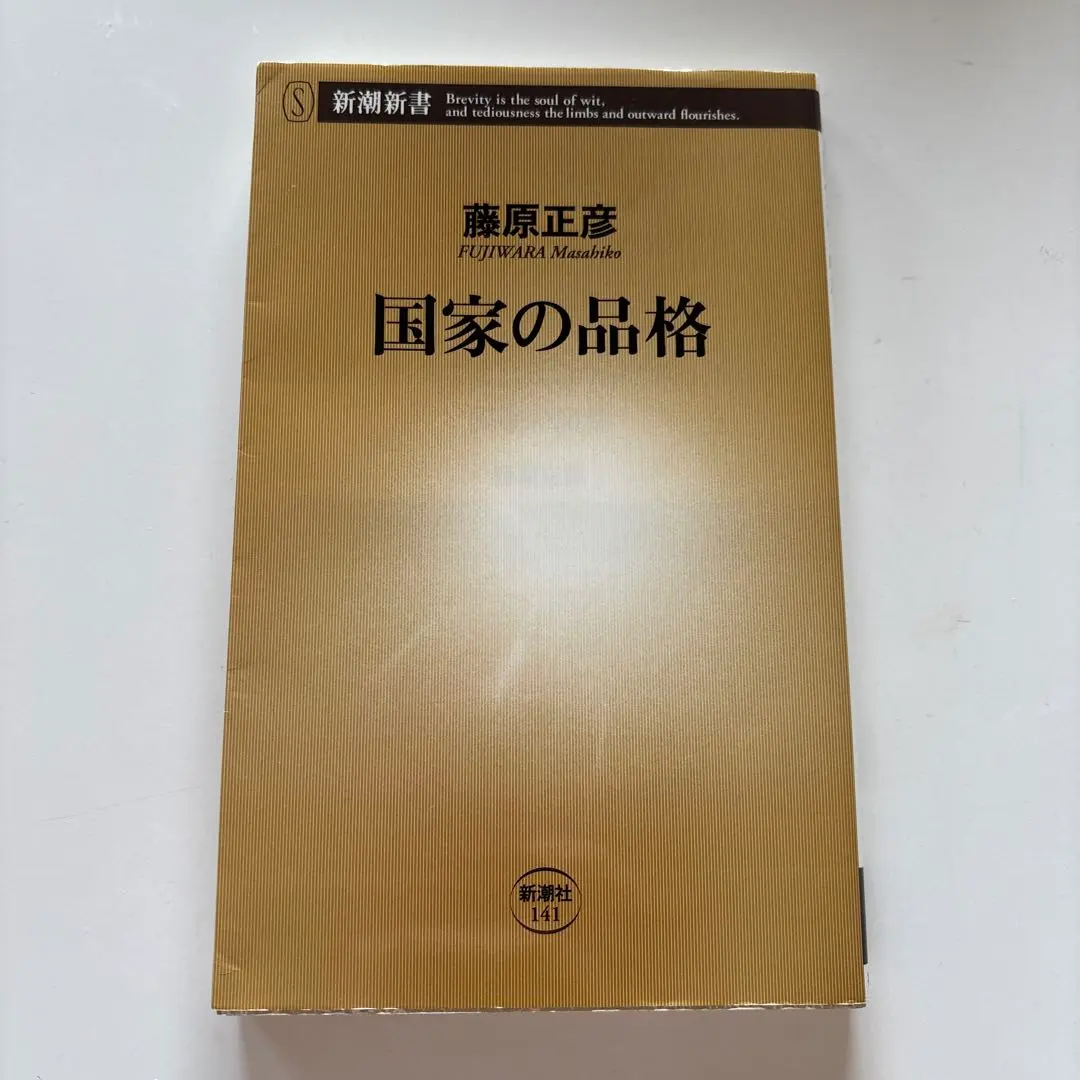 S
新潮新書
Brevity is the soul of wit,
and tediousness the limbs and outward flourishes.
藤原正彦
FUJIWARA Masahiko
国家の品格
新潮社
141